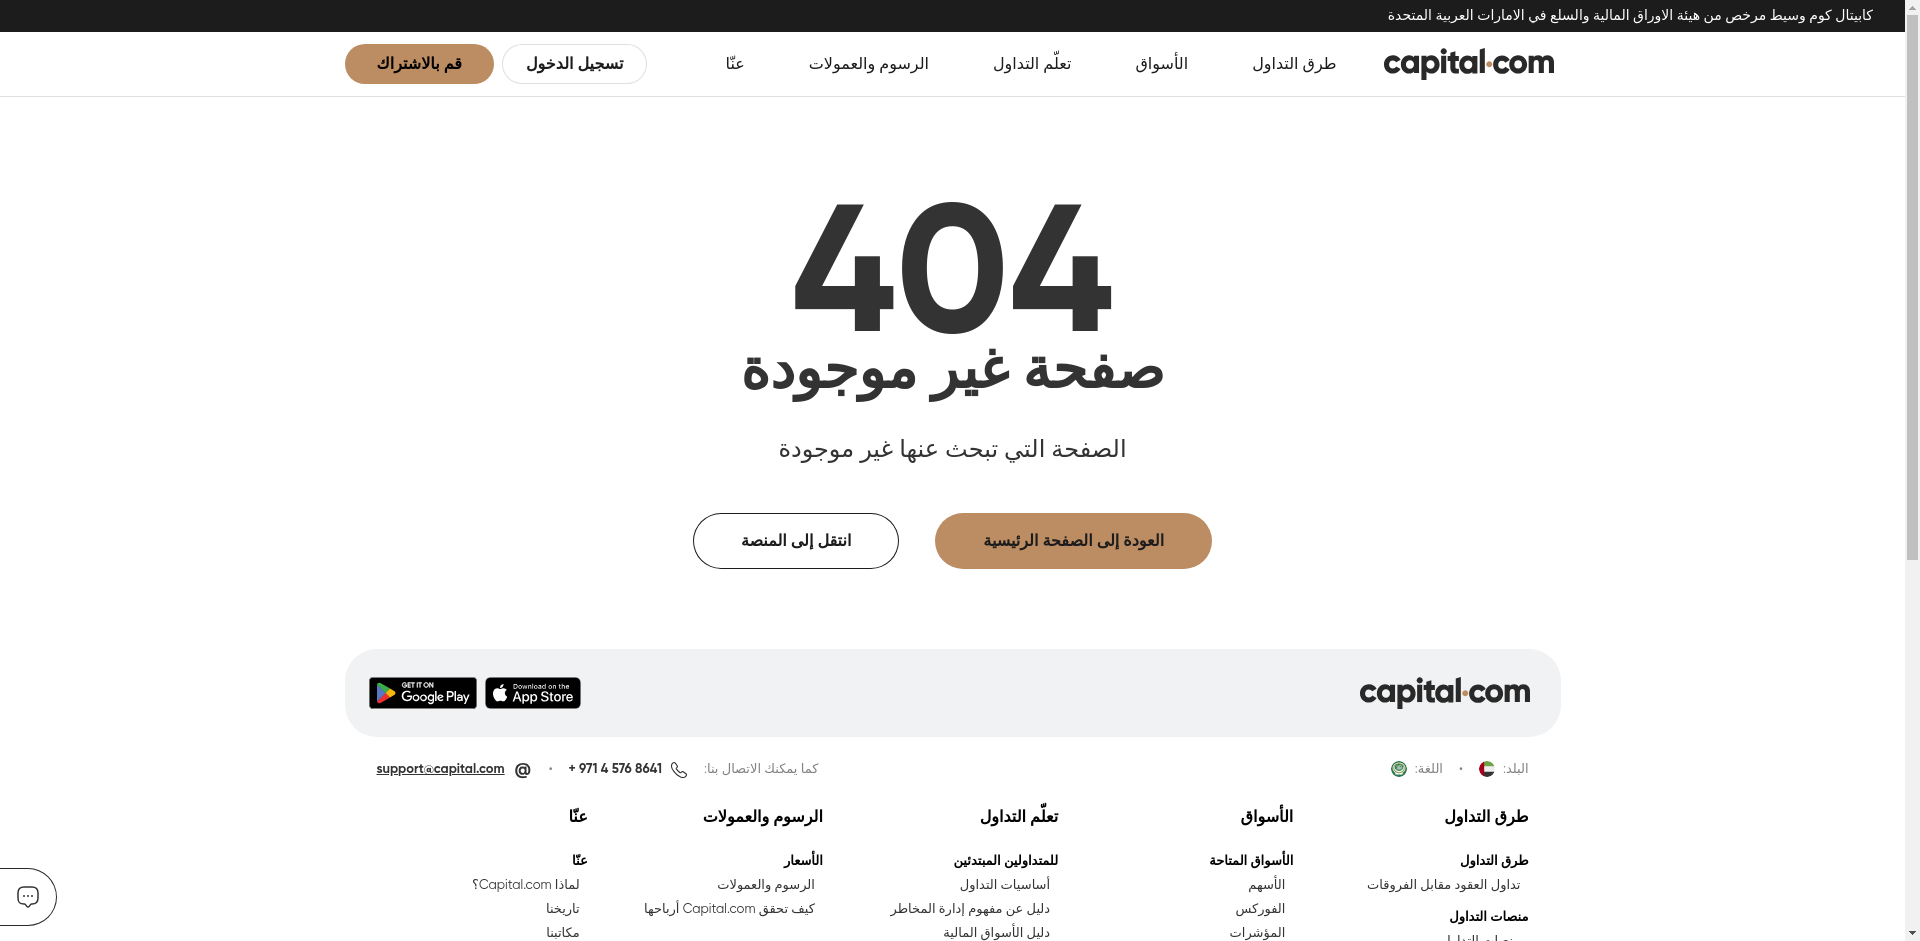 كابيتال كوم وسيط مرخص من هيئة الاوراق المالية والسلع في الامارات العربية المتحدة
capital.com
طرق التداول
الأسواق
تعلّم التداول
الرسوم والعمولات
عنّا
تسجيل الدخول
قم بالاشتراك
404
صفحة غير موجودة
الصفحة التي تبحث عنها غير موجودة
العودة إلى الصفحة الرئيسية
انتقل إلى المنصة
capital.com
Download on the
App Store
GET IT ON
Google Play
البلد:
•
اللغة:
كما يمكنك الاتصال بنا:
+ 971 4 576 8641
•
@ support@capital.com
طرق التداول
طرق التداول
تداول العقود مقابل الفروقات
منصات التداول
الأسواق
الأسواق المتاحة
الأسهم
الفوركس
المؤشرات
تعلّم التداول
للمتداولين المبتدئين
أساسيات التداول
دليل عن مفهوم إدارة المخاطر
دليل الأسواق المالية
الرسوم والعمولات
الأسعار
الرسوم والعمولات
كيف تحقق Capital.com أرباحها
عنّا
عنّا
لماذا Capital.com؟
تاريخنا
مكاتبنا